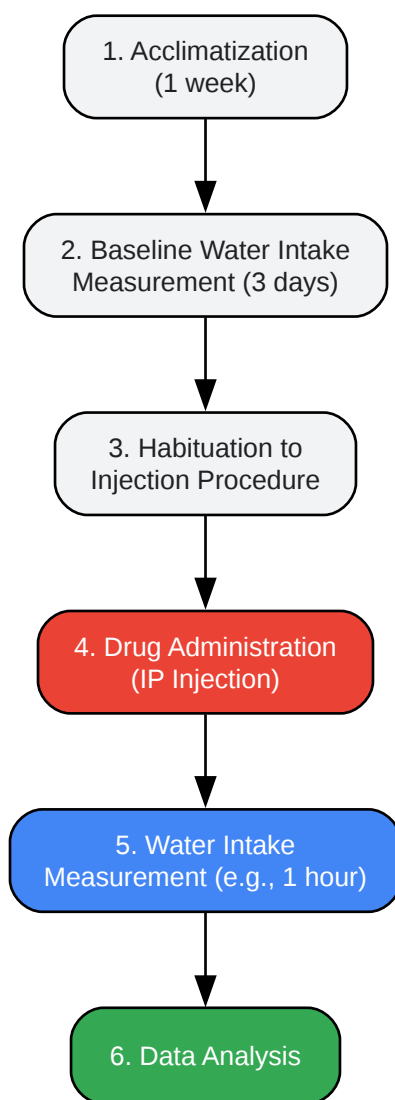 1. Acclimatization
(1 week)
2. Baseline Water Intake
Measurement (3 days)
3. Habituation to
Injection Procedure
4. Drug Administration
(IP Injection)
5. Water Intake
Measurement (e.g., 1 hour)
6. Data Analysis